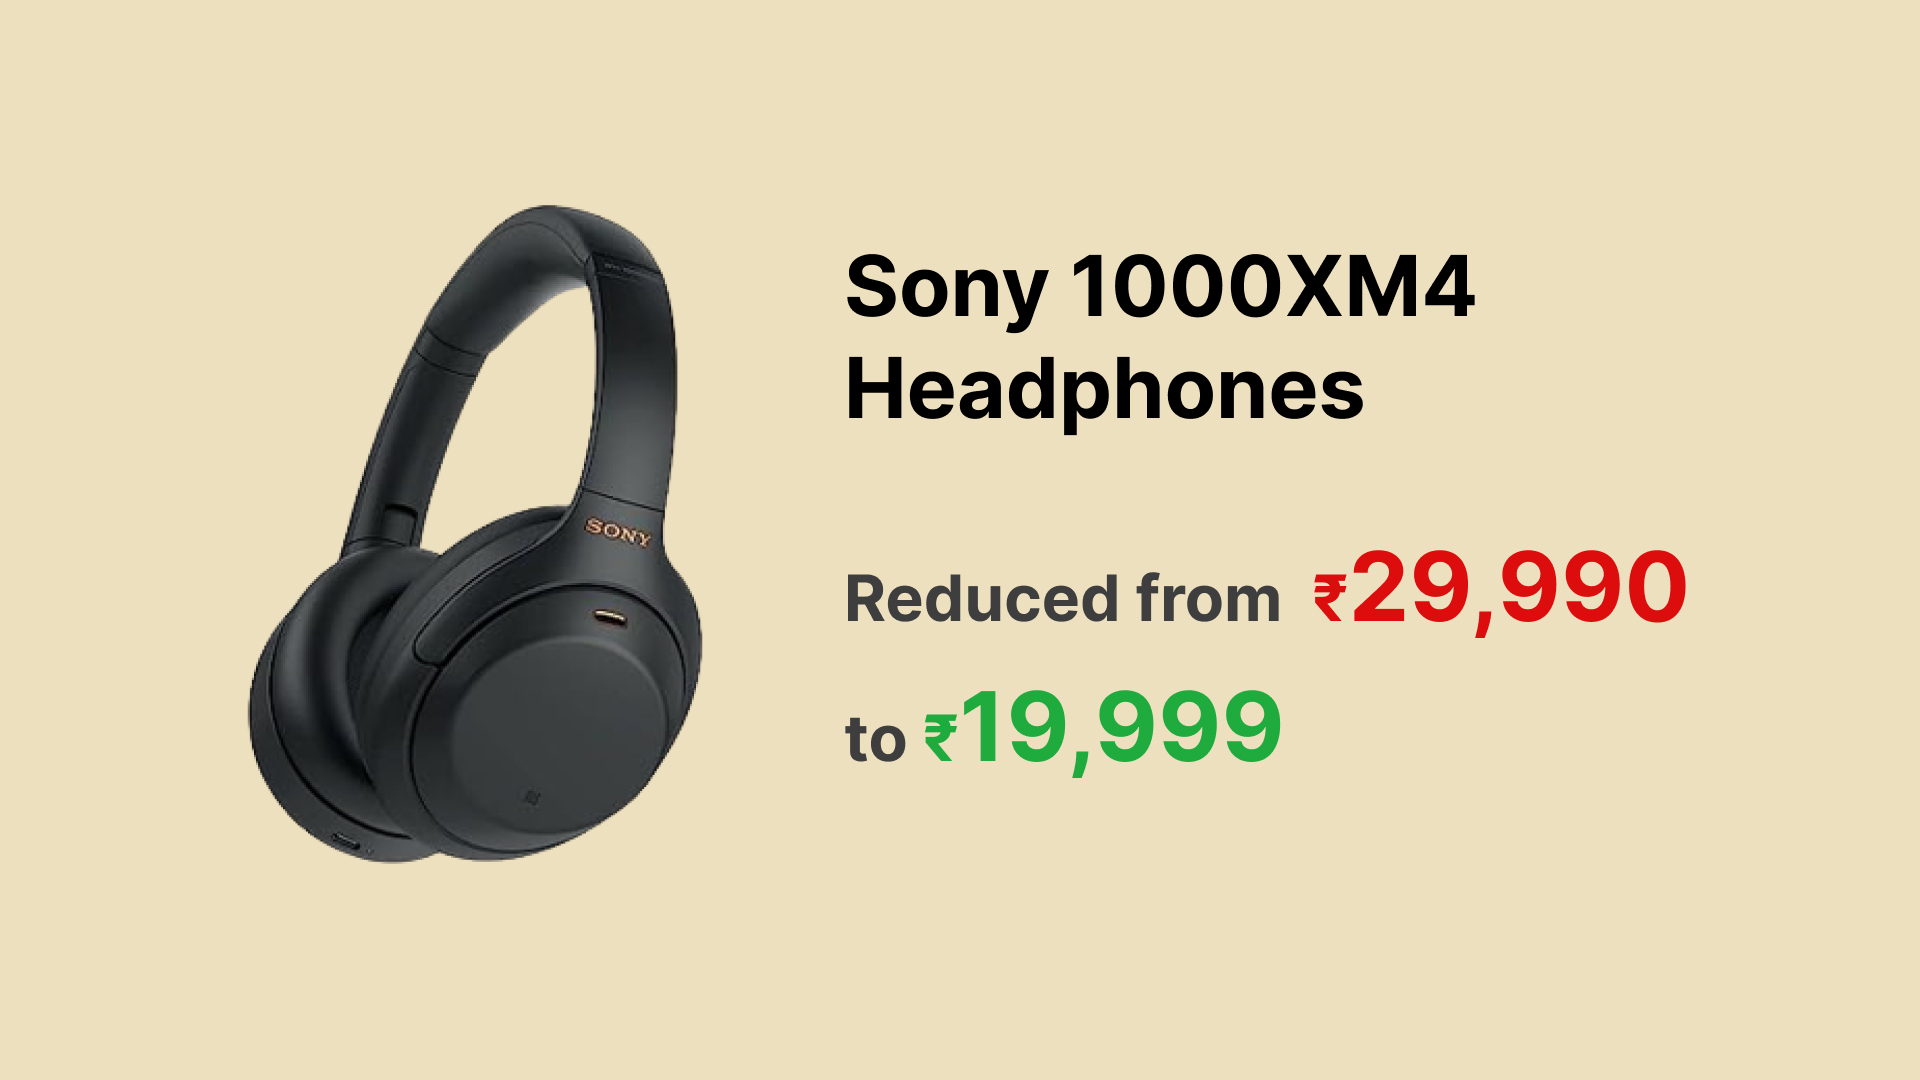 SONY
Sony 1000XM4
Headphones
Reduced from ₹29,990
to ₹19,999